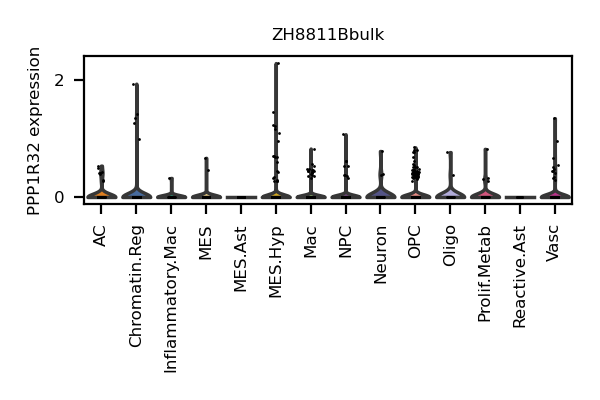 ZH8811Bbulk
PPP1R32 expression
2
0
AC
Chromatin.Reg
Inflammatory.Mac
MES
MES.Ast
MES.Hyp
Mac
NPC
Neuron
OPC
Oligo
Prolif.Metab
Reactive.Ast
Vasc